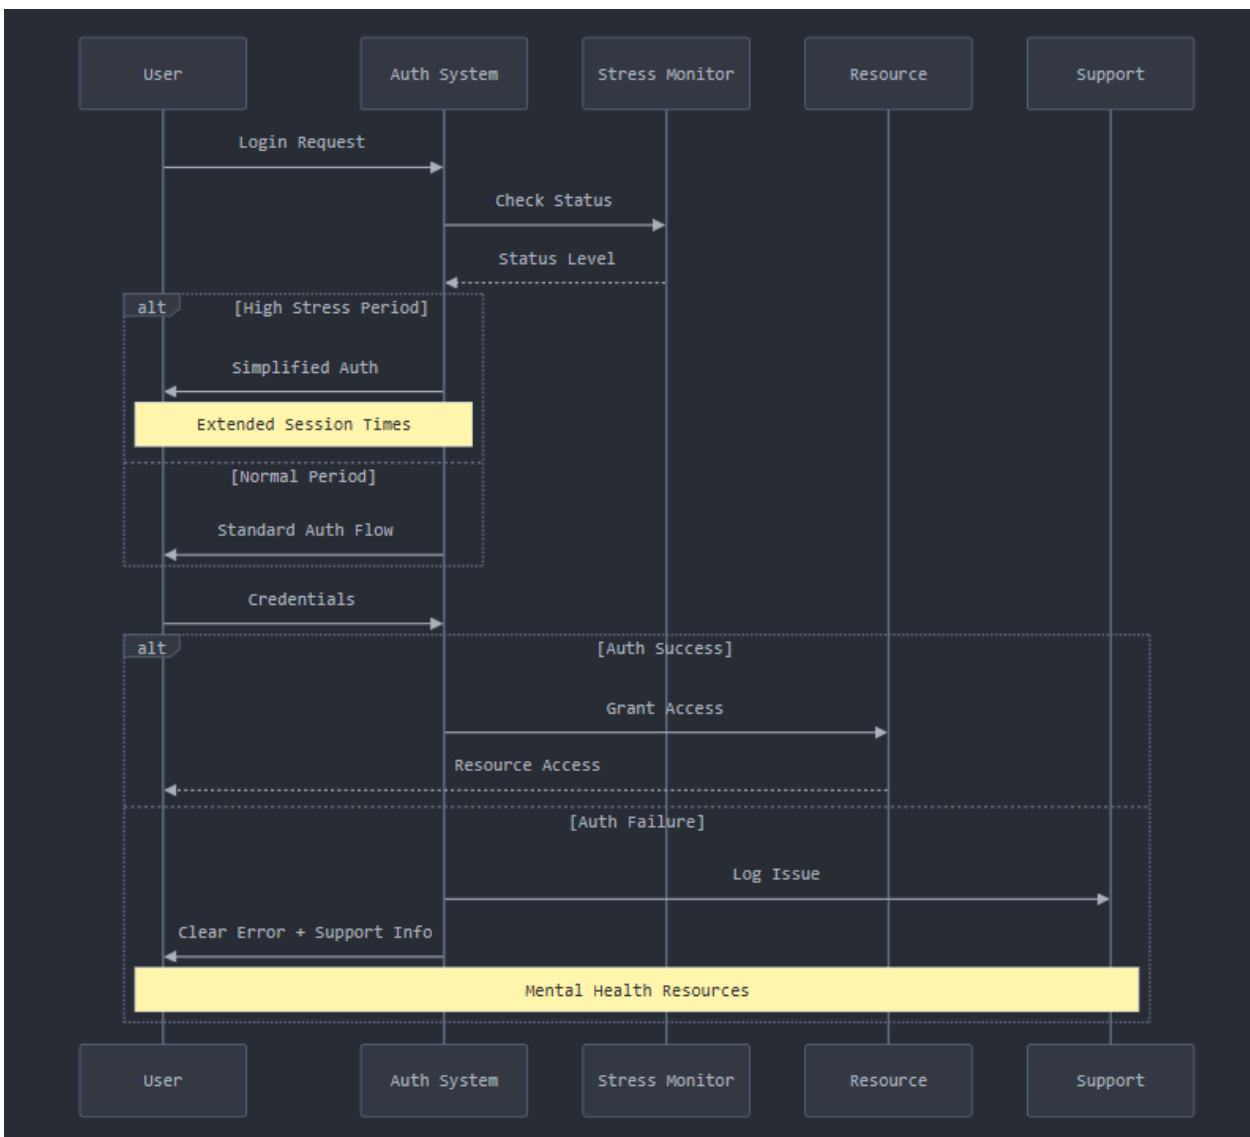 User
Auth System
Stress Monitor
Resource
Support
Login Request
Check Status
Status Level
alt
[High Stress Period]
Simplified Auth
Extended Session Times
[Normal Period]
Standard Auth Flow
Credentials
alt
[Auth Success]
Grant Access
Resource Access
[Auth Failure]
Log Issue
Clear Error + Support Info
Mental Health Resources
User
Auth System
Stress Monitor
Resource
Support